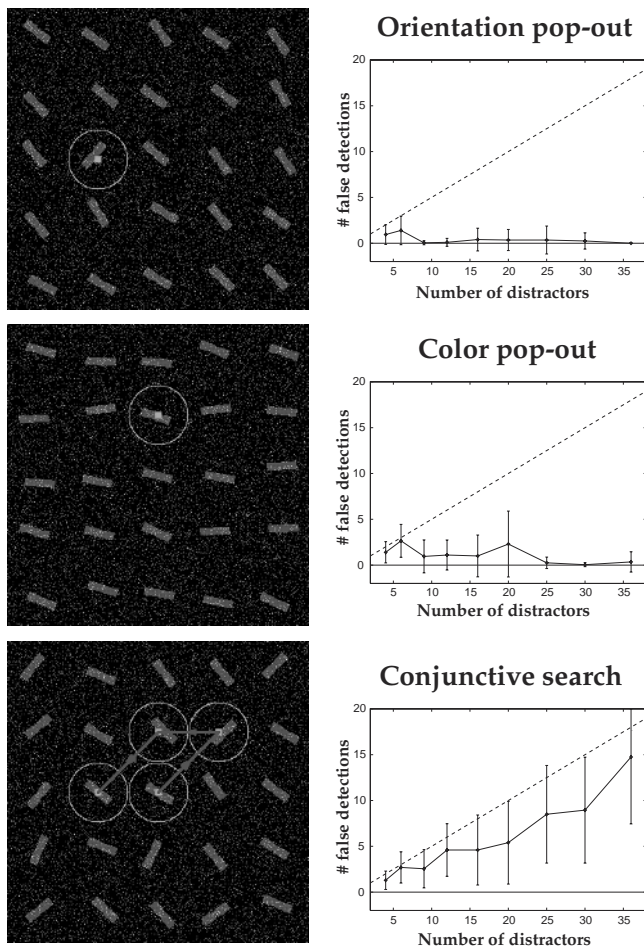 Orientation pop-out
# false detections
20
15
10
5
0
5 10 15 20 25 30 35
Number of distractors
Color pop-out
# false detections
20
15
10
5
0
5 10 15 20 25 30 35
Number of distractors
Conjunctive search
# false detections
20
15
10
5
0
5 10 15 20 25 30 35
Number of distractors